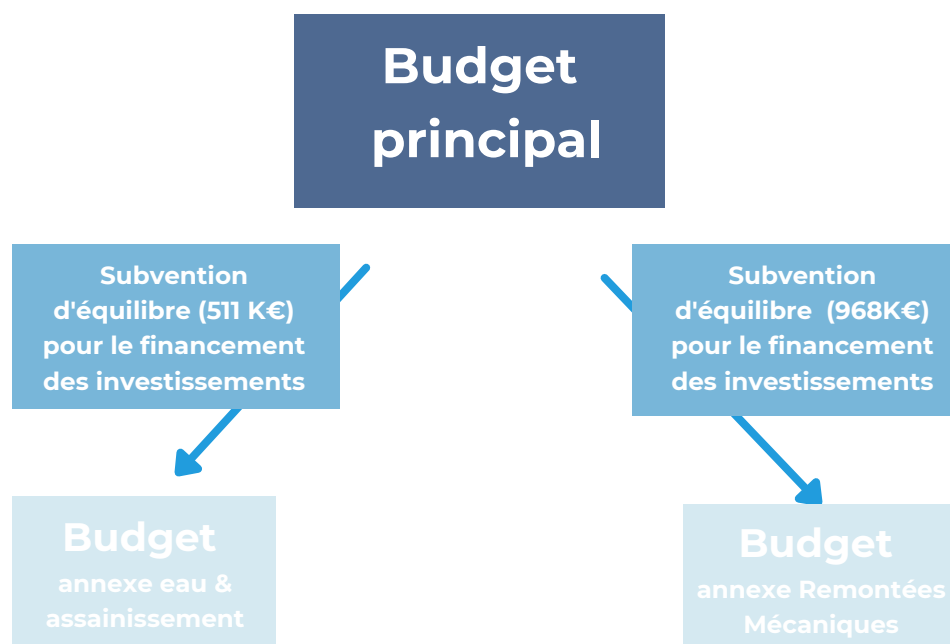 Budget
principal
Subvention
d'équilibre (511 K€)
pour le financement
des investissements
Subvention
d'équilibre (968K€)
pour le financement
des investissements
Budget
annexe eau &
assainissement
Budget
annexe Remontées
Mécaniques